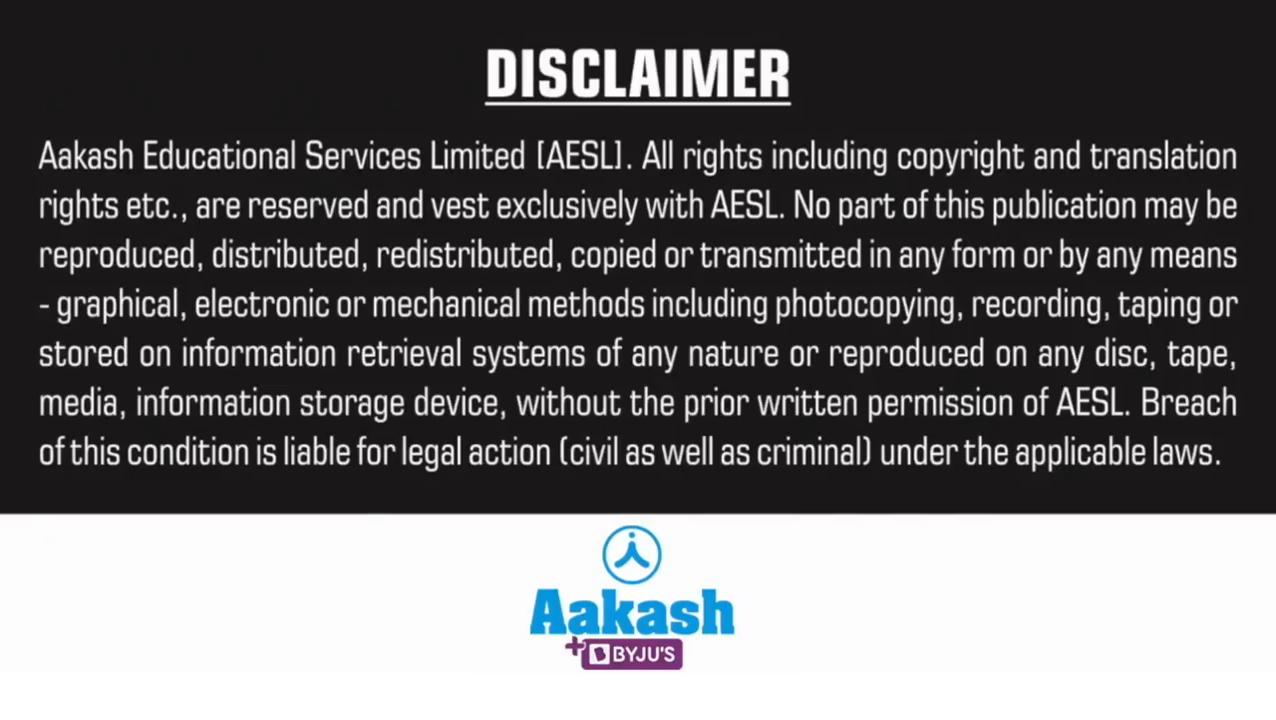 DISCLAIMER
Aakash Educational Services Limited [AESL]. All rights including copyright and translation
rights etc., are reserved and vest exclusively with AESL. No part of this publication may be
reproduced, distributed, redistributed, copied or transmitted in any form or by any means
- graphical, electronic or mechanical methods including photocopying, recording, taping or
stored on information retrieval systems of any nature or reproduced on any disc, tape,
media, information storage device, without the prior written permission of AESL. Breach
of this condition is liable for legal action (civil as well as criminal) under the applicable laws.
Aakash
+ BYJU'S